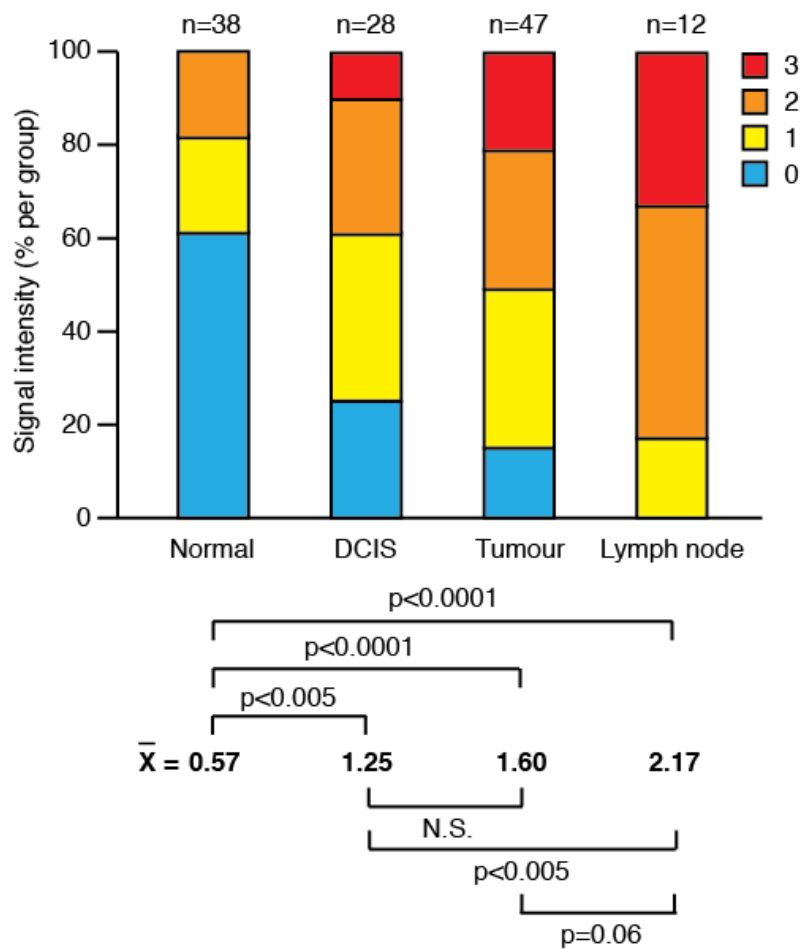 n=38 n=28 n=47 n=12
Signal intensity (% per group)
100
80
60
40
20
0
3
2
1
0
Normal DCIS Tumour Lymph node
p<0.0001
p<0.0001
p<0.005
X̅ = 0.57 1.25 1.60 2.17
N.S.
p<0.005
p=0.06